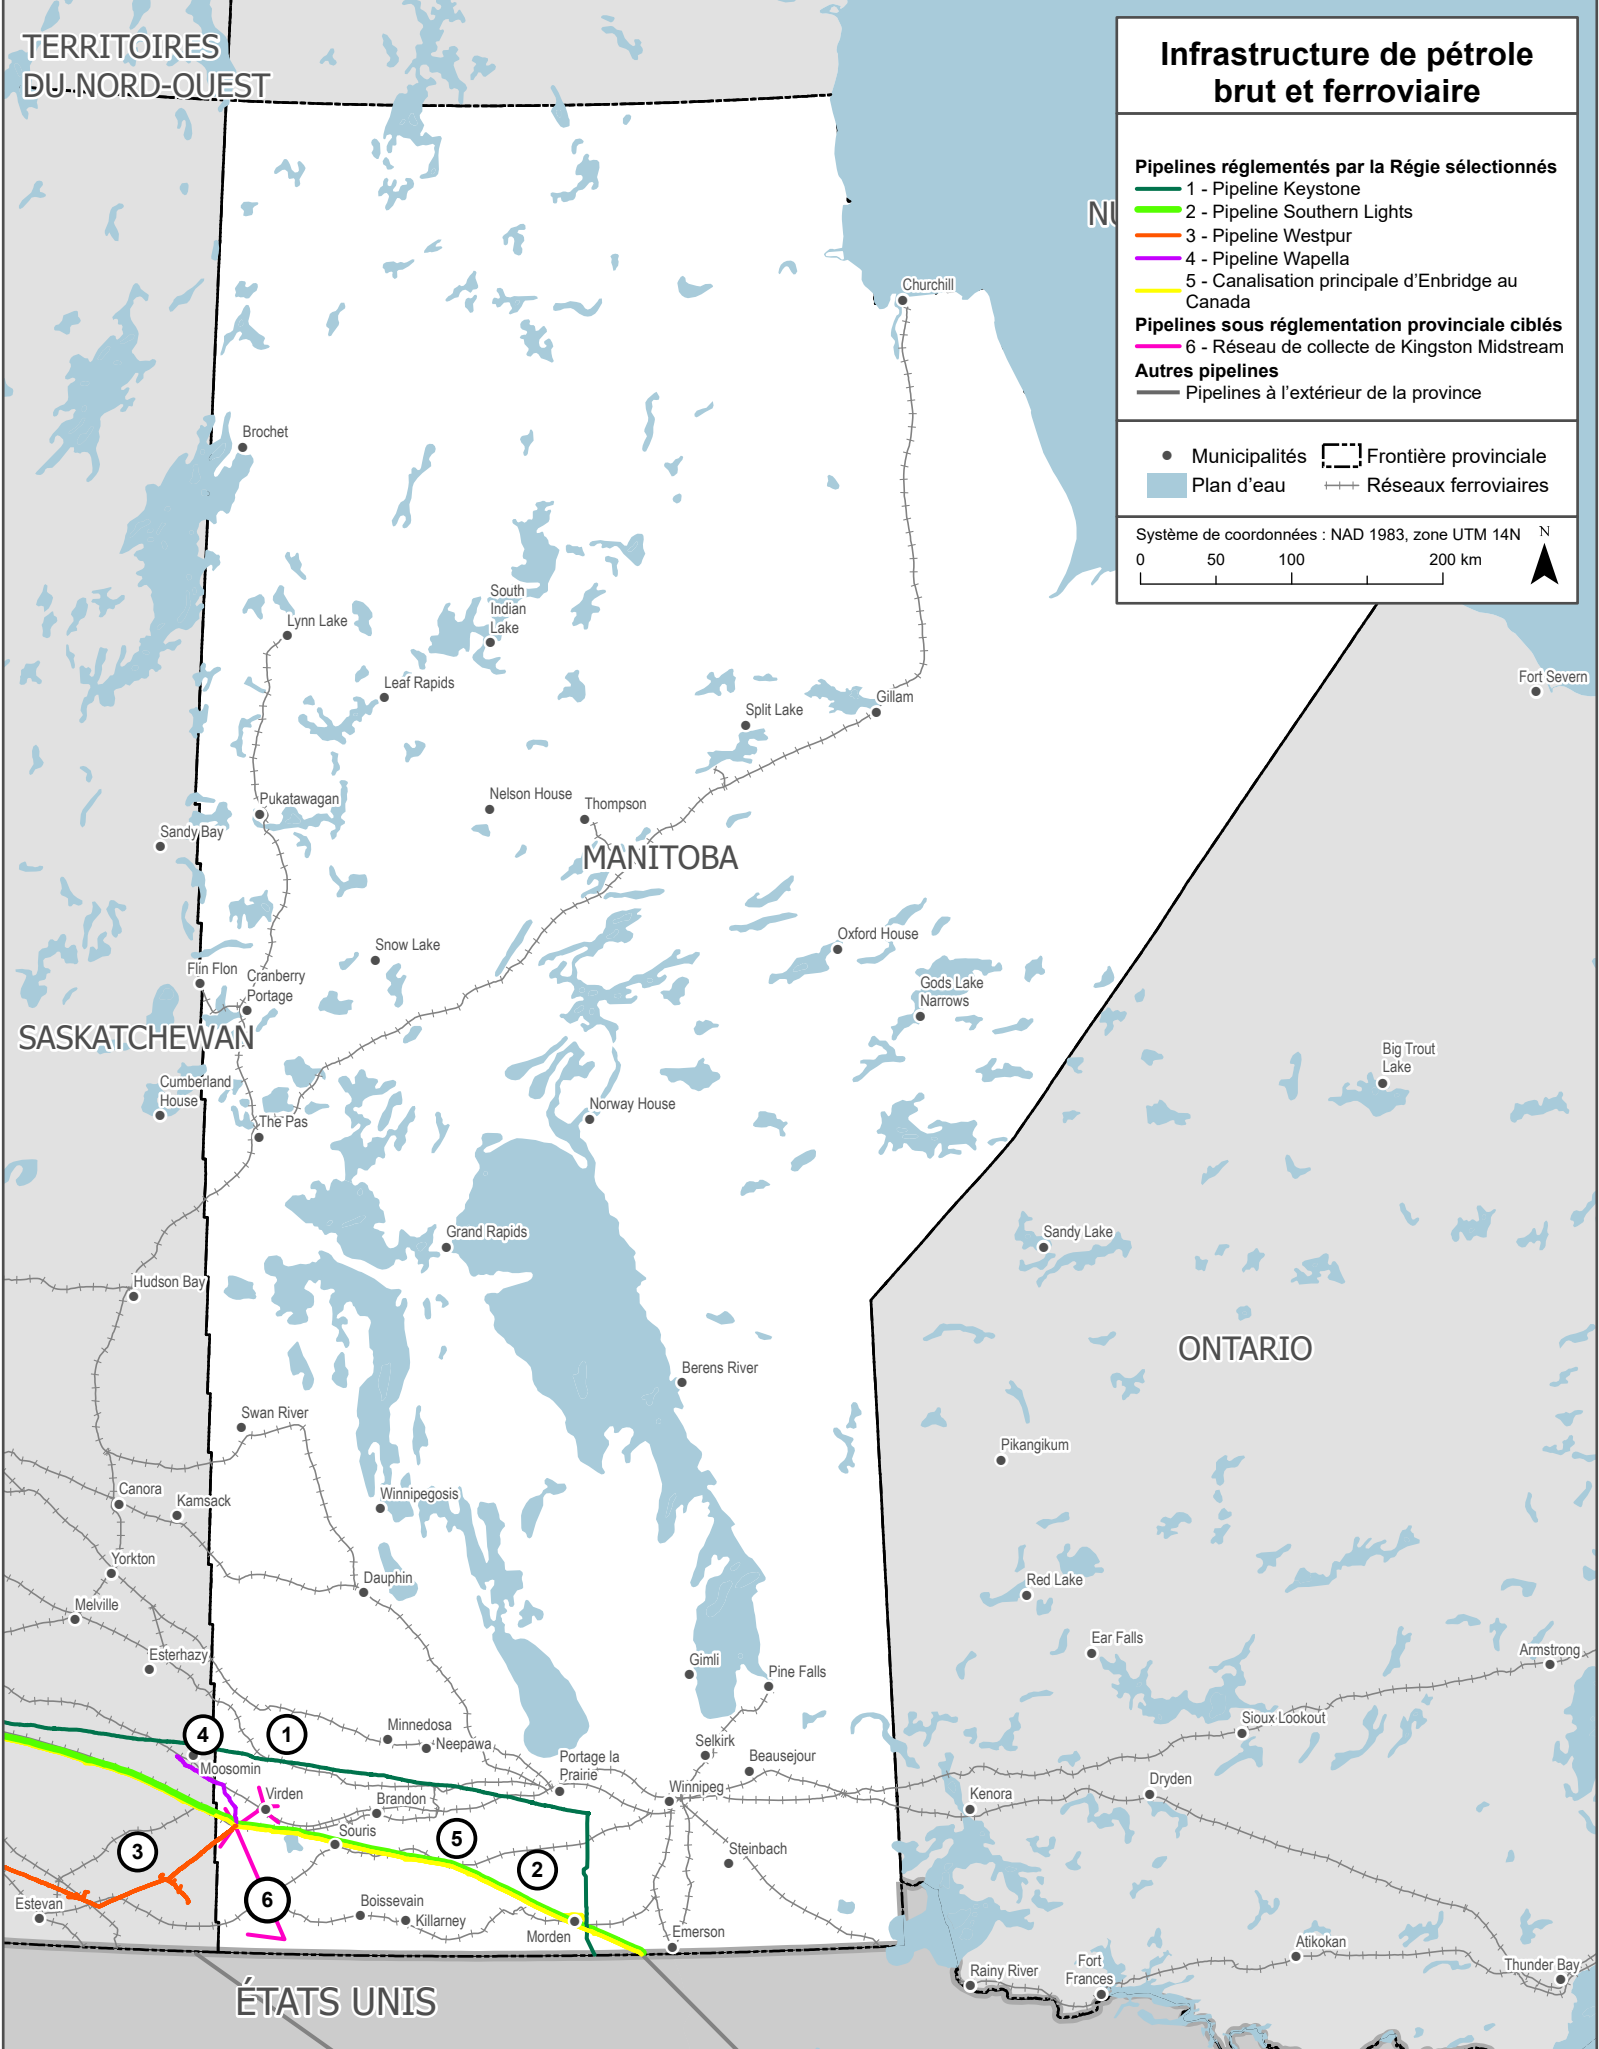 TERRITOIRES
DU NORD-OUEST
Infrastructure de pétrole
brut et ferroviaire
Pipelines réglementés par la Régie sélectionnés
1 - Pipeline Keystone
2 - Pipeline Southern Lights
3 - Pipeline Westpur
4 - Pipeline Wapella
5 - Canalisation principale d'Enbridge au
Canada
Pipelines sous réglementation provinciale ciblés
6 - Réseau de collecte de Kingston Midstream
Autres pipelines
Pipelines à l'extérieur de la province
Municipalités
Frontière provinciale
Plan d'eau
Réseaux ferroviaires
Système de coordonnées : NAD 1983, zone UTM 14N
N
0 50 100 200 km
NU
Churchill
Brochet
South
Indian
Lake
Lynn Lake
Leaf Rapids
Fort Severn
Gillam
Split Lake
Pukatawagan
Nelson House
Thompson
Sandy Bay
MANITOBA
Snow Lake
Oxford House
Flin Flon
Cranberry
Portage
Gods Lake
Narrows
SASKATCHEWAN
Big Trout
Lake
Cumberland
House
The Pas
Norway House
Grand Rapids
Sandy Lake
Hudson Bay
ONTARIO
Berens River
Swan River
Pikangikum
Canora
Kamsack
Winnipegosis
Yorkton
Dauphin
Red Lake
Melville
Ear Falls
Esterhazy
Gimli
Pine Falls
Armstrong
4
1
Minnedosa
Neepawa
Sioux Lookout
Selkirk
Moosomin
Portage la
Prairie
Beausejour
Virden
Brandon
Winnipeg
Kenora
Dryden
Souris
5
3
2
Steinbach
6
Estevan
Boissevain
Killarney
Morden
Emerson
Atikokan
Rainy River
Fort
Frances
Thunder Bay
ÉTATS UNIS